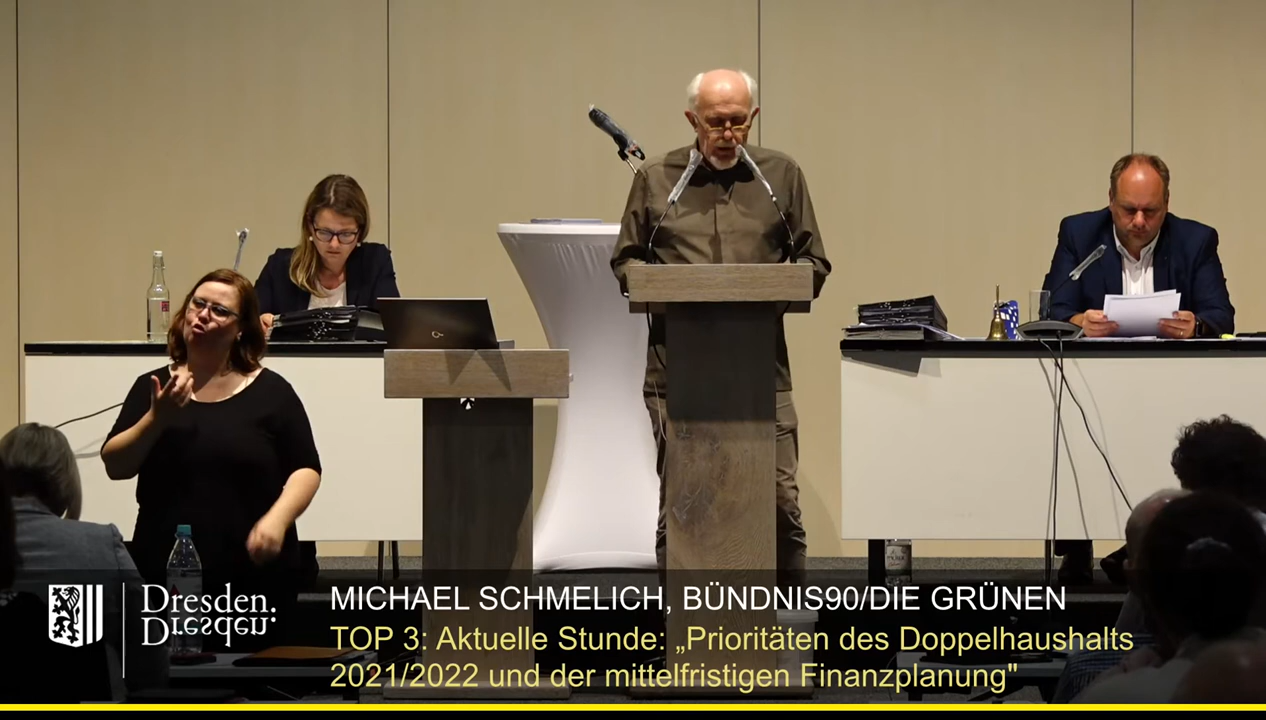 MICHAEL SCHMELICH, BÜNDNIS90/DIE GRÜNEN
Dresden.
Dresden.
TOP 3: Aktuelle Stunde: „Prioritäten des Doppelhaushalts
2021/2022 und der mittelfristigen Finanzplanung"